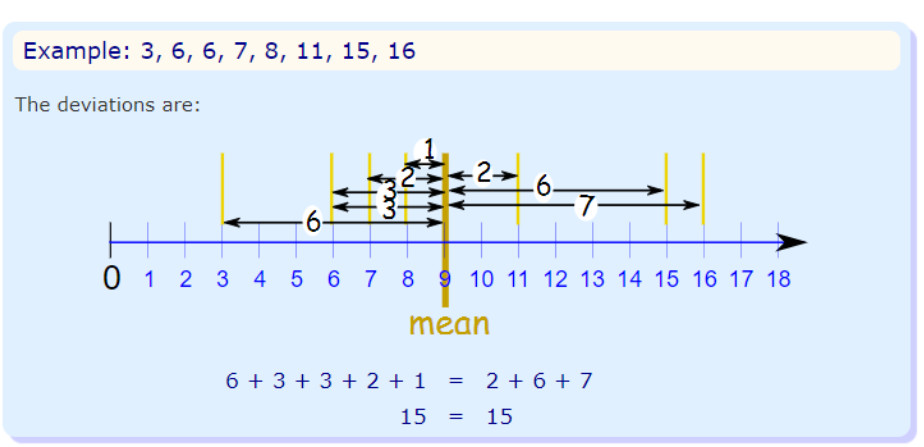 Example: 3, 6, 6, 7, 8, 11, 15, 16
The deviations are:
1
2 2
3 6
3 7
6
0 1 2 3 4 5 6 7 8 9 10 11 12 13 14 15 16 17 18
mean
6 + 3 + 3 + 2 + 1 = 2 + 6 + 7
15 = 15